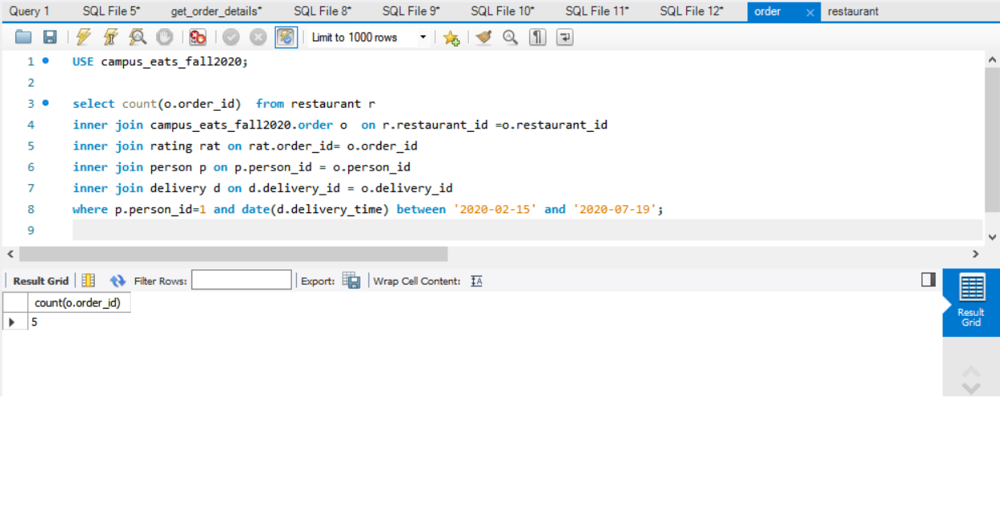 Query 1 SQL File 5* get_order_details* SQL File 8* SQL File 9* SQL File 10* SQL File 11* SQL File 12* order restaurant
Limit to 1000 rows
1 USE campus_eats_fall2020;
2
3 select count(o.order_id)  from restaurant r
4 inner join campus_eats_fall2020.order o  on r.restaurant_id =o.restaurant_id
5 inner join rating rat on rat.order_id= o.order_id
6 inner join person p on p.person_id = o.person_id
7 inner join delivery d on d.delivery_id = o.delivery_id
8 where p.person_id=1 and date(d.delivery_time) between '2020-02-15' and '2020-07-19';
9
Result Grid Filter Rows: Export: Wrap Cell Content: IA
count(o.order_id)
5
Result
Grid